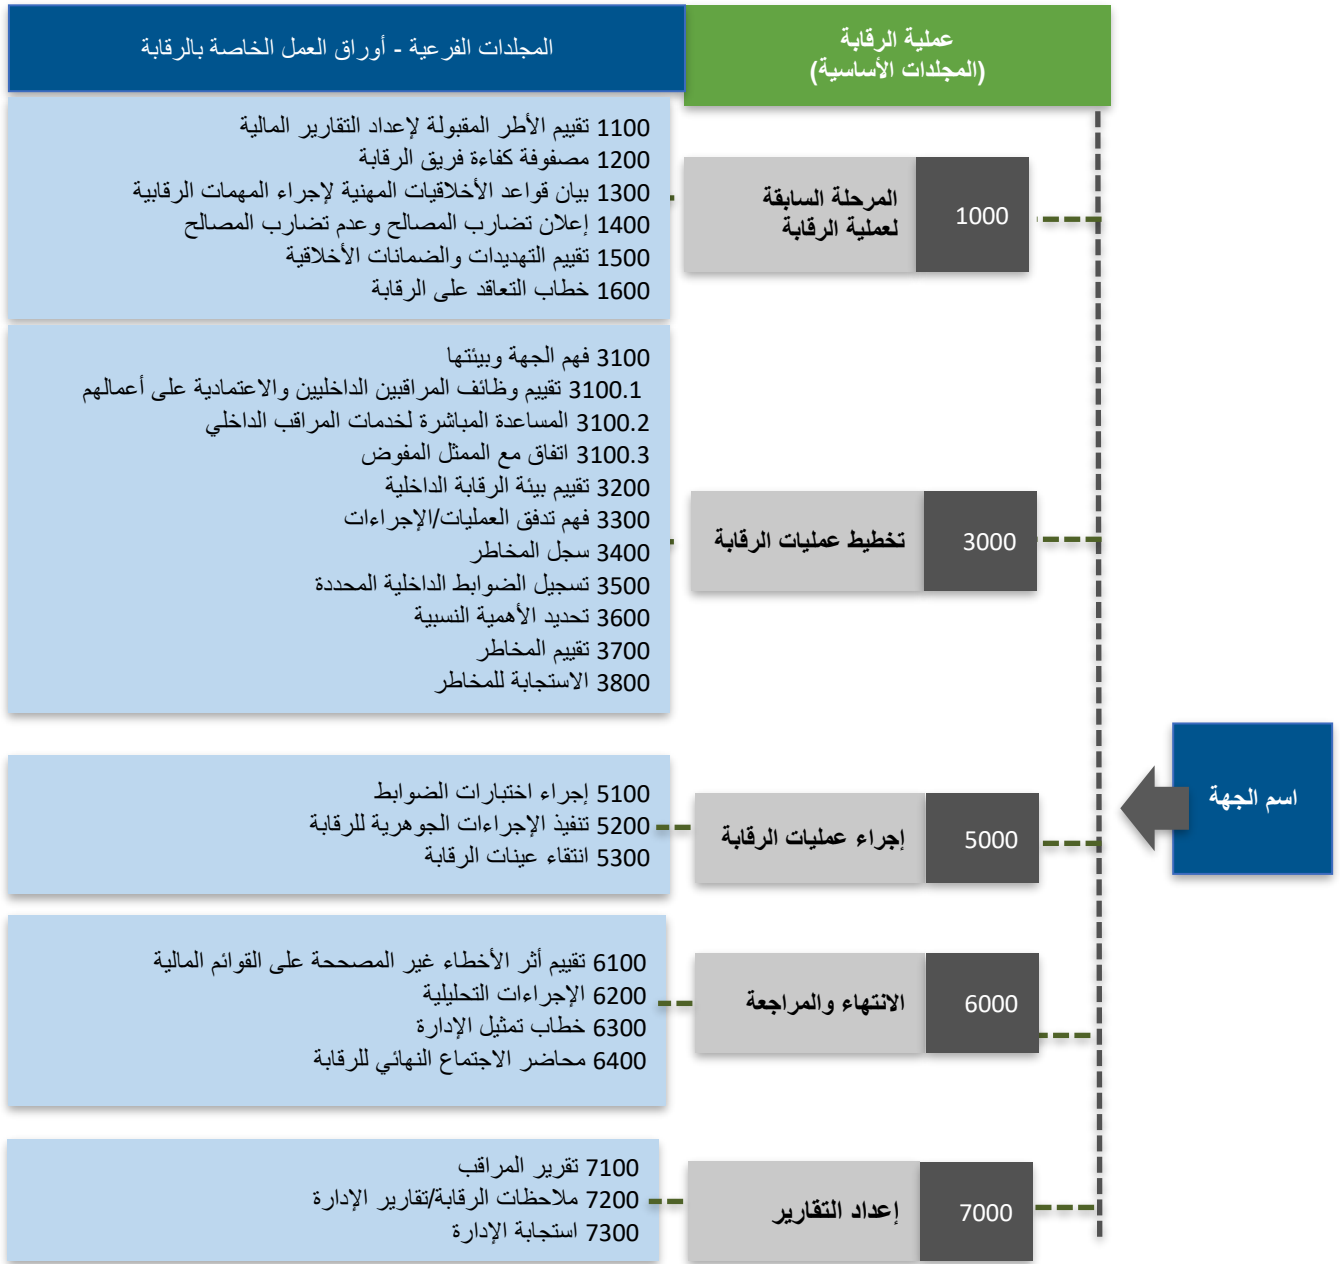 عملية الرقابة
(المجلدات الأساسية)
المجلدات الفرعية - أوراق العمل الخاصة بالرقابة
اسم الجهة
1000
المرحلة السابقة
لعملية الرقابة
1100 تقييم الأطر المقبولة لإعداد التقارير المالية
1200 مصفوفة كفاءة فريق الرقابة
1300 بيان قواعد الأخلاقيات المهنية لإجراء المهمات الرقابية
1400 إعلان تضارب المصالح وعدم تضارب المصالح
1500 تقييم التهديدات والضمانات الأخلاقية
1600 خطاب التعاقد على الرقابة
3000
تخطيط عمليات الرقابة
3100 فهم الجهة وبيئتها
3100.1 تقييم وظائف المراقبين الداخليين والاعتمادية على أعمالهم
3100.2 المساعدة المباشرة لخدمات المراقب الداخلي
3100.3 اتفاق مع الممثل المفوض
3200 تقييم بيئة الرقابة الداخلية
3300 فهم تدفق العمليات/الإجراءات
3400 سجل المخاطر
3500 تسجيل الضوابط الداخلية المحددة
3600 تحديد الأهمية النسبية
3700 تقييم المخاطر
3800 الاستجابة للمخاطر
5000
إجراء عمليات الرقابة
5100 إجراء اختبارات الضوابط
5200 تنفيذ الإجراءات الجوهرية للرقابة
5300 انتقاء عينات الرقابة
6000
الانتهاء والمراجعة
6100 تقييم أثر الأخطاء غير المصححة على القوائم المالية
6200 الإجراءات التحليلية
6300 خطاب تمثيل الإدارة
6400 محاضر الاجتماع النهائي للرقابة
7000
إعداد التقارير
7100 تقرير المراقب
7200 ملاحظات الرقابة/تقارير الإدارة
7300 استجابة الإدارة